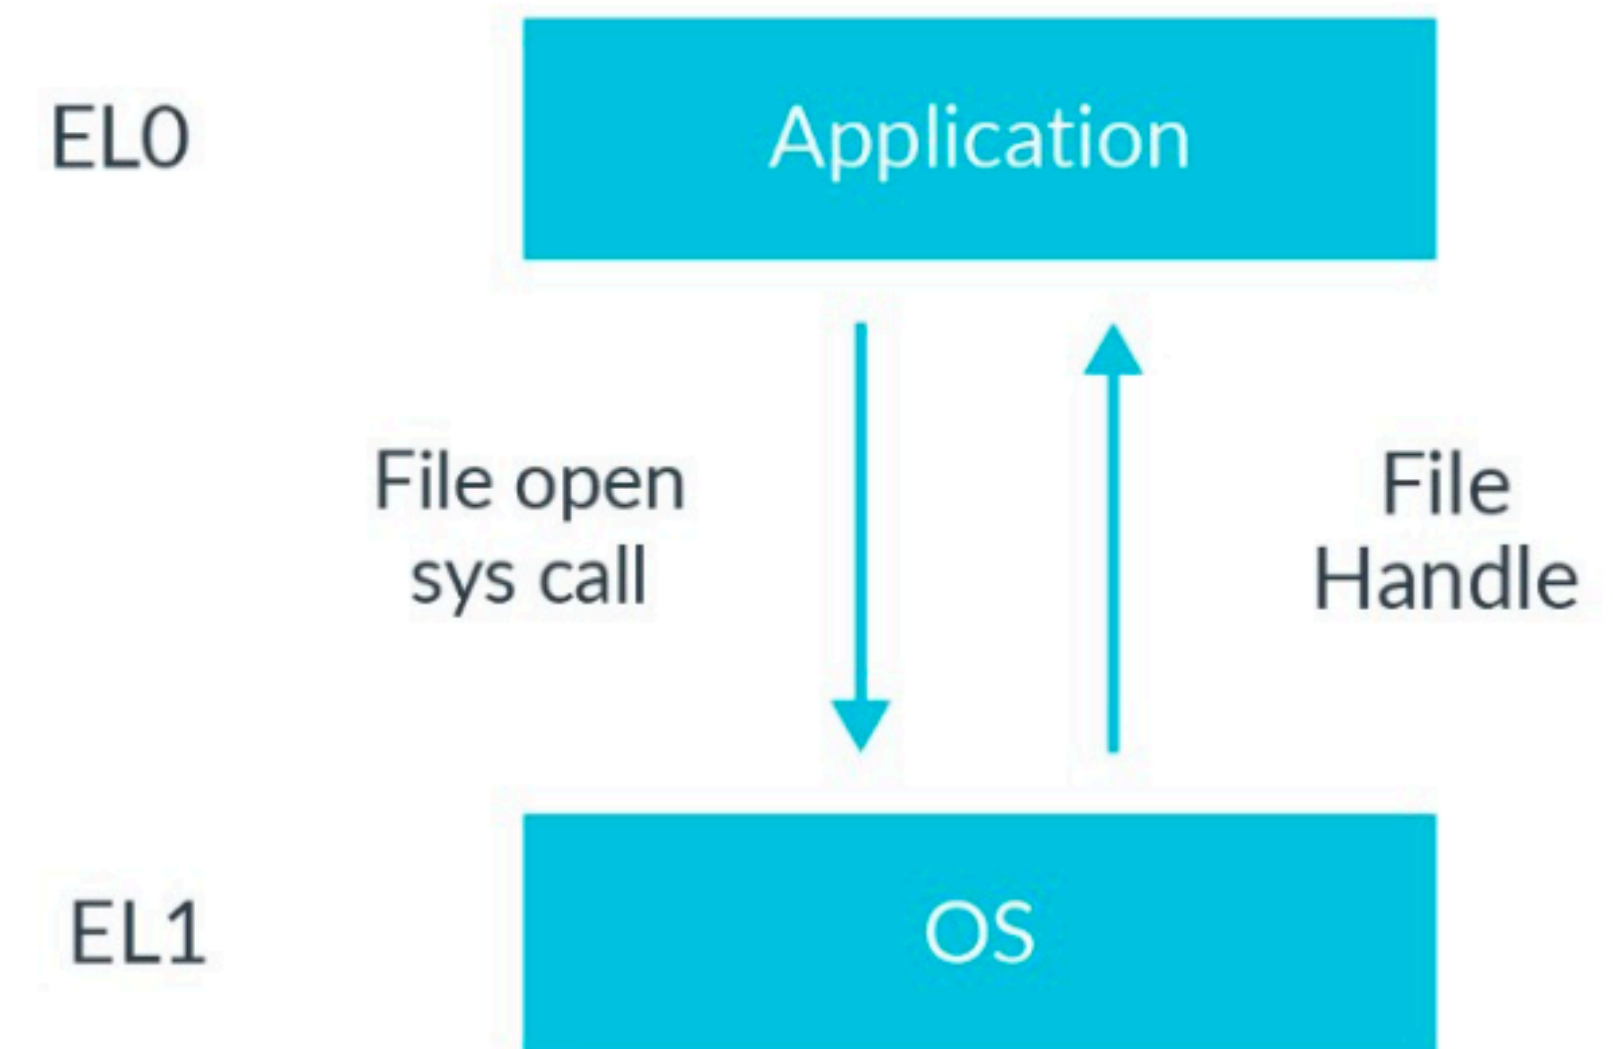 EL0
Application
File open
sys call
File
Handle
EL1
OS